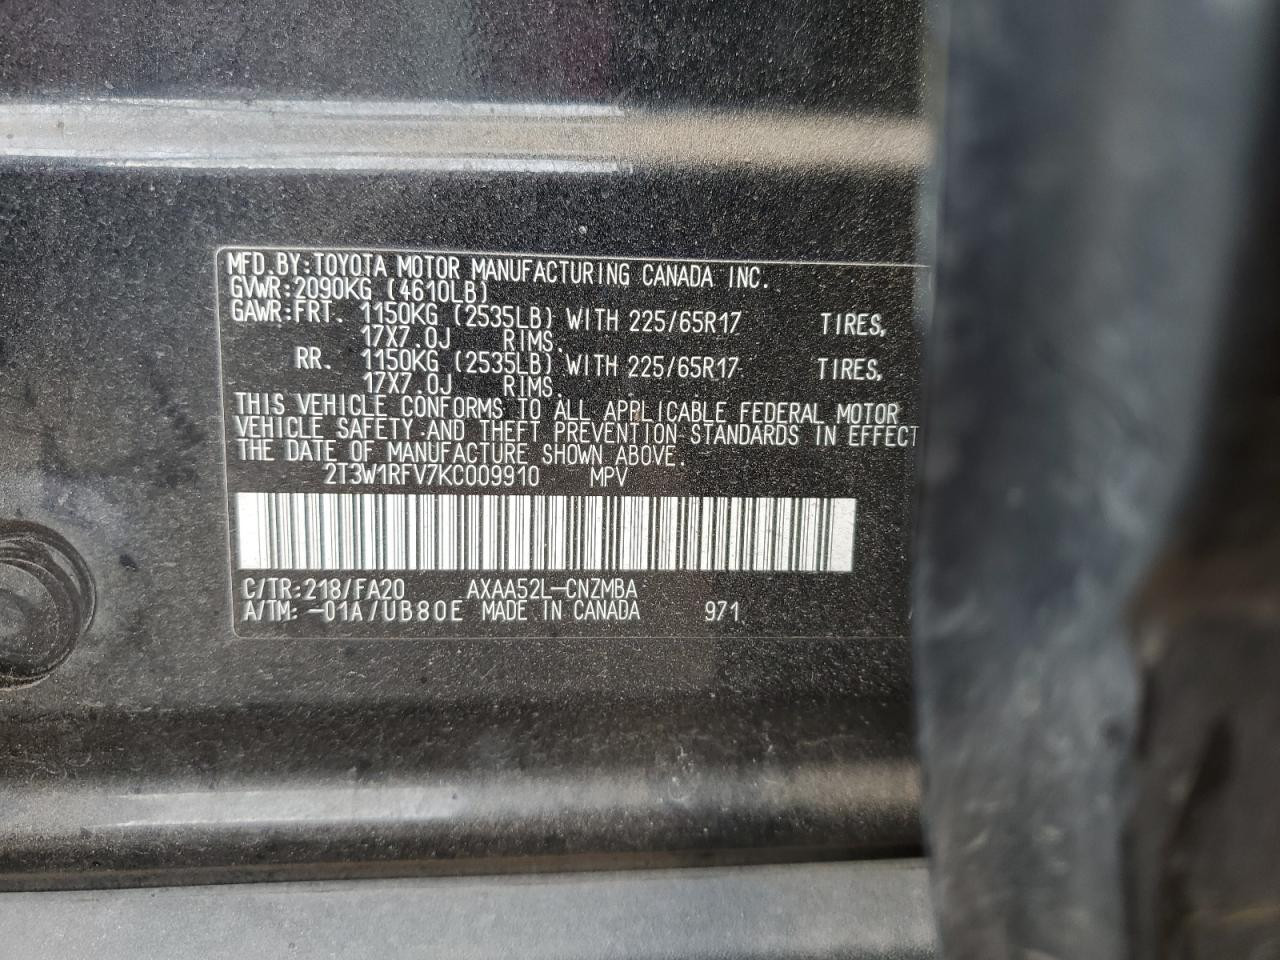 MFD.BY:TOYOTA MOTOR MANUFACTURING CANADA INC.
GVWR:2090KG (4610LB)
GAWR:FRT. 1150KG (2535LB) WITH 225/65R17 TIRES,
17X7.0J RIMS.
RR. 1150KG (2535LB) WITH 225/65R17 TIRES,
17X7.0J RIMS.
THIS VEHICLE CONFORMS TO ALL APPLICABLE FEDERAL MOTOR
VEHICLE SAFETY AND THEFT PREVENTION STANDARDS IN EFFECT
THE DATE OF MANUFACTURE SHOWN ABOVE.
2T3W1RFV7KC009910 MPV
C/TR:218/FA20 AXAA52L-CNZMBA
A/TM: -01A/UB80E MADE IN CANADA 971